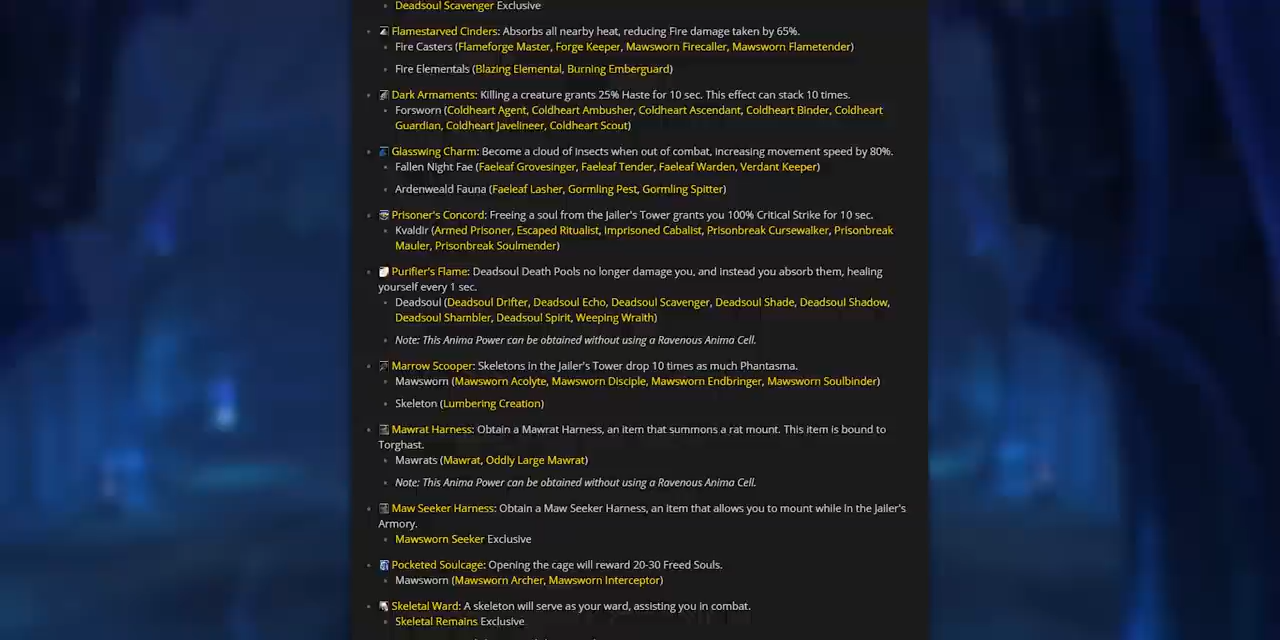 Deadsoul Scavenger Exclusive
Flamestarved Cinders: Absorbs all nearby heat, reducing Fire damage taken by 65%.
Fire Casters (Flameforge Master, Forge Keeper, Mawsworn Firecaller, Mawsworn Flametender)
Fire Elementals (Blazing Elemental, Burning Emberguard)
Dark Armaments: Killing a creature grants 25% Haste for 10 sec. This effect can stack 10 times.
Forsworn (Coldheart Agent, Coldheart Ambusher, Coldheart Ascendant, Coldheart Binder, Coldheart
Guardian, Coldheart Javelineer, Coldheart Scout)
Glasswing Charm: Become a cloud of insects when out of combat, increasing movement speed by 80%.
Fallen Night Fae (Faeleaf Grovesinger, Faeleaf Tender, Faeleaf Warden, Verdant Keeper)
Ardenweald Fauna (Faeleaf Lasher, Gormling Pest, Gormling Spitter)
Prisoner's Concord: Freeing a soul from the Jailer's Tower grants you 100% Critical Strike for 10 sec.
Kvaldir (Armed Prisoner, Escaped Ritualist, Imprisoned Cabalist, Prisonbreak Cursewalker, Prisonbreak
Mauler, Prisonbreak Soulmender)
Purifier's Flame: Deadsoul Death Pools no longer damage you, and instead you absorb them, healing
yourself every 1 sec.
Deadsoul (Deadsoul Drifter, Deadsoul Echo, Deadsoul Scavenger, Deadsoul Shade, Deadsoul Shadow,
Deadsoul Shambler, Deadsoul Spirit, Weeping Wraith)
Note: This Anima Power can be obtained without using a Ravenous Anima Cell.
Marrow Scooper: Skeletons in the Jailer's Tower drop 10 times as much Phantasma.
Mawsworn (Mawsworn Acolyte, Mawsworn Disciple, Mawsworn Endbringer, Mawsworn Soulbinder)
Skeleton (Lumbering Creation)
Mawrat Harness: Obtain a Mawrat Harness, an item that summons a rat mount. This item is bound to
Torghast.
Mawrats (Mawrat, Oddly Large Mawrat)
Note: This Anima Power can be obtained without using a Ravenous Anima Cell.
Maw Seeker Harness: Obtain a Maw Seeker Harness, an item that allows you to mount while in the Jailer's
Armory.
Mawsworn Seeker Exclusive
Pocketed Soulcage: Opening the cage will reward 20-30 Freed Souls.
Mawsworn (Mawsworn Archer, Mawsworn Interceptor)
Skeletal Ward: A skeleton will serve as your ward, assisting you in combat.
Skeletal Remains Exclusive